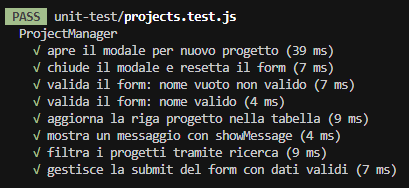 PASS unit-test/projects.test.js
ProjectManager
√ apre il modale per nuovo progetto (39 ms)
√ chiude il modale e resetta il form (7 ms)
√ valida il form: nome vuoto non valido (7 ms)
√ valida il form: nome valido (4 ms)
√ aggiorna la riga progetto nella tabella (9 ms)
√ mostra un messaggio con showMessage (4 ms)
√ filtra i progetti tramite ricerca (9 ms)
√ gestisce la submit del form con dati validi (7 ms)